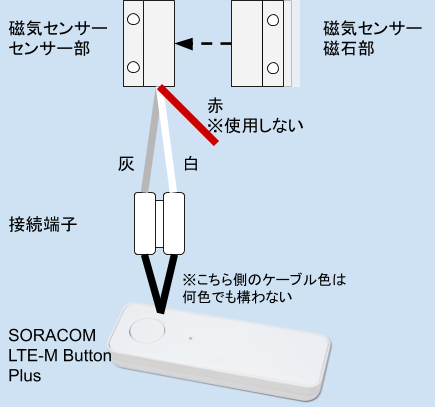 磁気センサー
センサー部
磁気センサー
磁石部
赤
※使用しない
灰
白
接続端子
※こちら側のケーブル色は
何色でも構わない
SORACOM
LTE-M Button
Plus